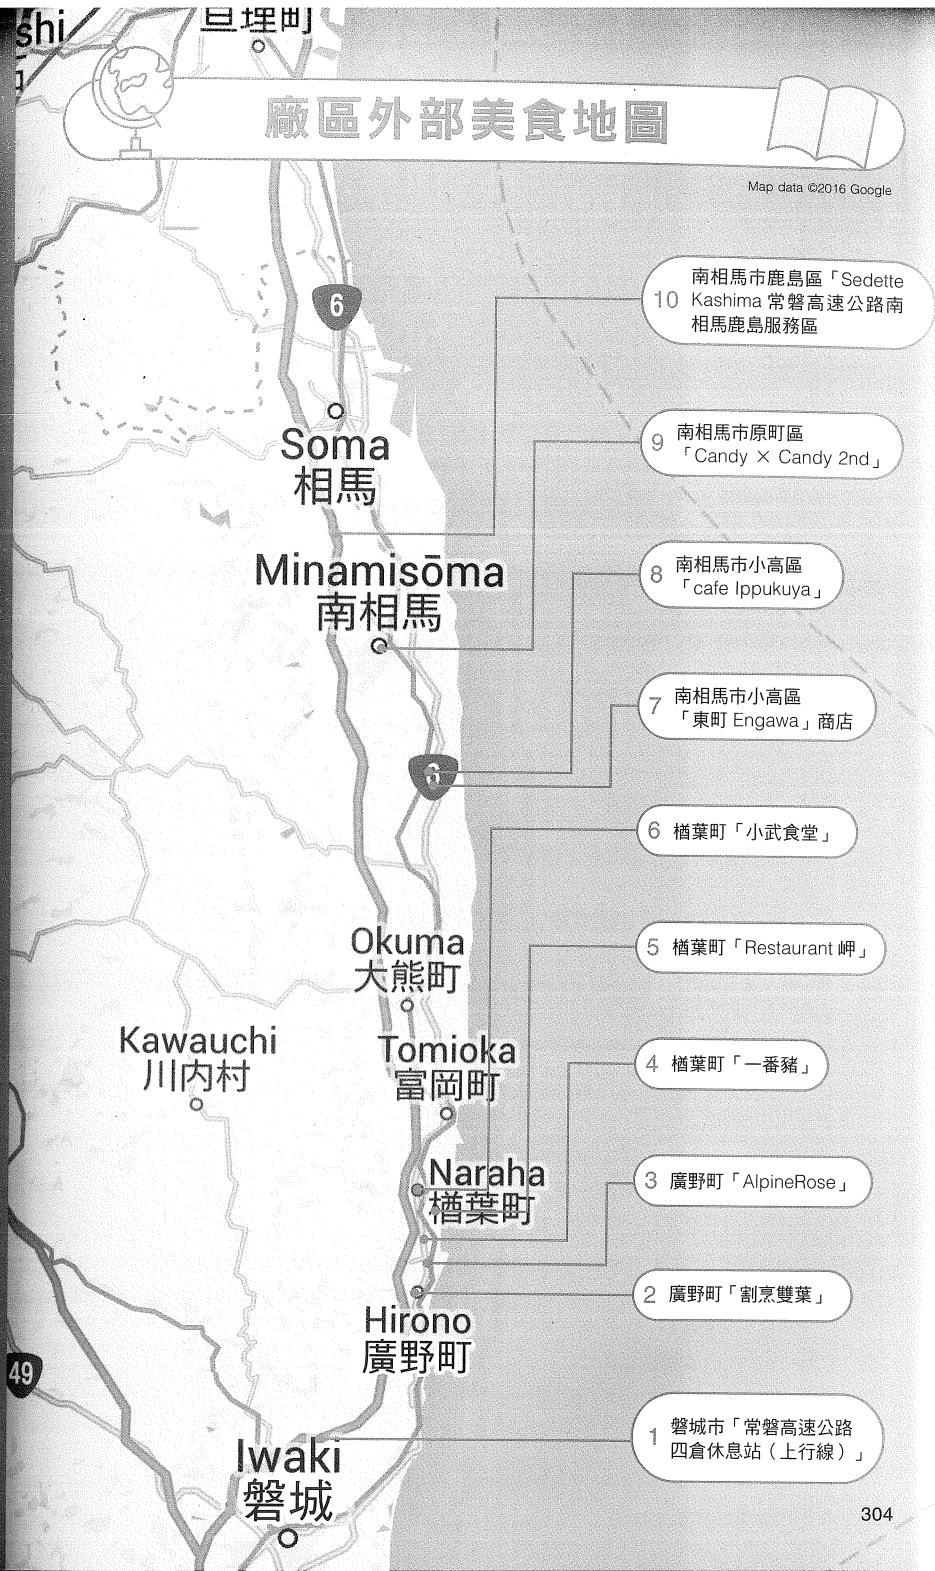 shi
亘理町
廠區外部美食地圖
Map data ©2016 Google
6
10 南相馬市鹿島區「Sedette
Kashima 常磐高速公路南
相馬鹿島服務區
Soma
相馬
9 南相馬市原町區
「Candy × Candy 2nd」
Minamisōma
南相馬
8 南相馬市小高區
「cafe Ippukuya」
7 南相馬市小高區
「東町 Engawa」商店
6
6 楢葉町「小武食堂」
Okuma
大熊町
5 楢葉町「Restaurant 岬」
Kawauchi
川内村
Tomioka
富岡町
4 楢葉町「一番豬」
Naraha
楢葉町
3 廣野町「AlpineRose」
2 廣野町「割烹雙葉」
Hirono
廣野町
49
1 磐城市「常磐高速公路
四倉休息站（上行線）」
Iwaki
磐城
304